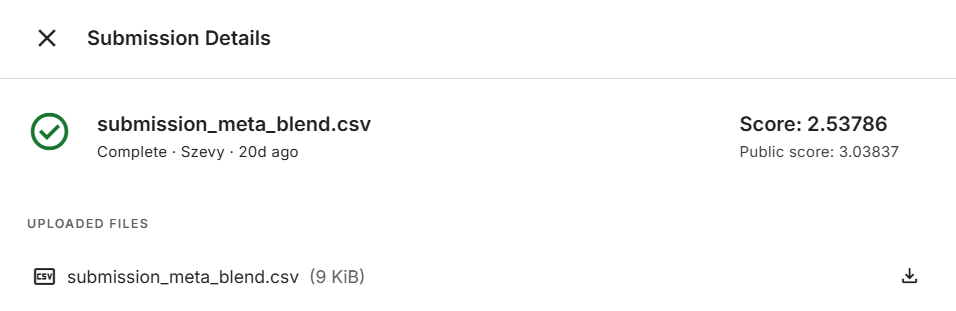 Submission Details
submission_meta_blend.csv
Score: 2.53786
Complete · Szevy · 20d ago
Public score: 3.03837
UPLOADED FILES
CSV submission_meta_blend.csv (9 KiB)